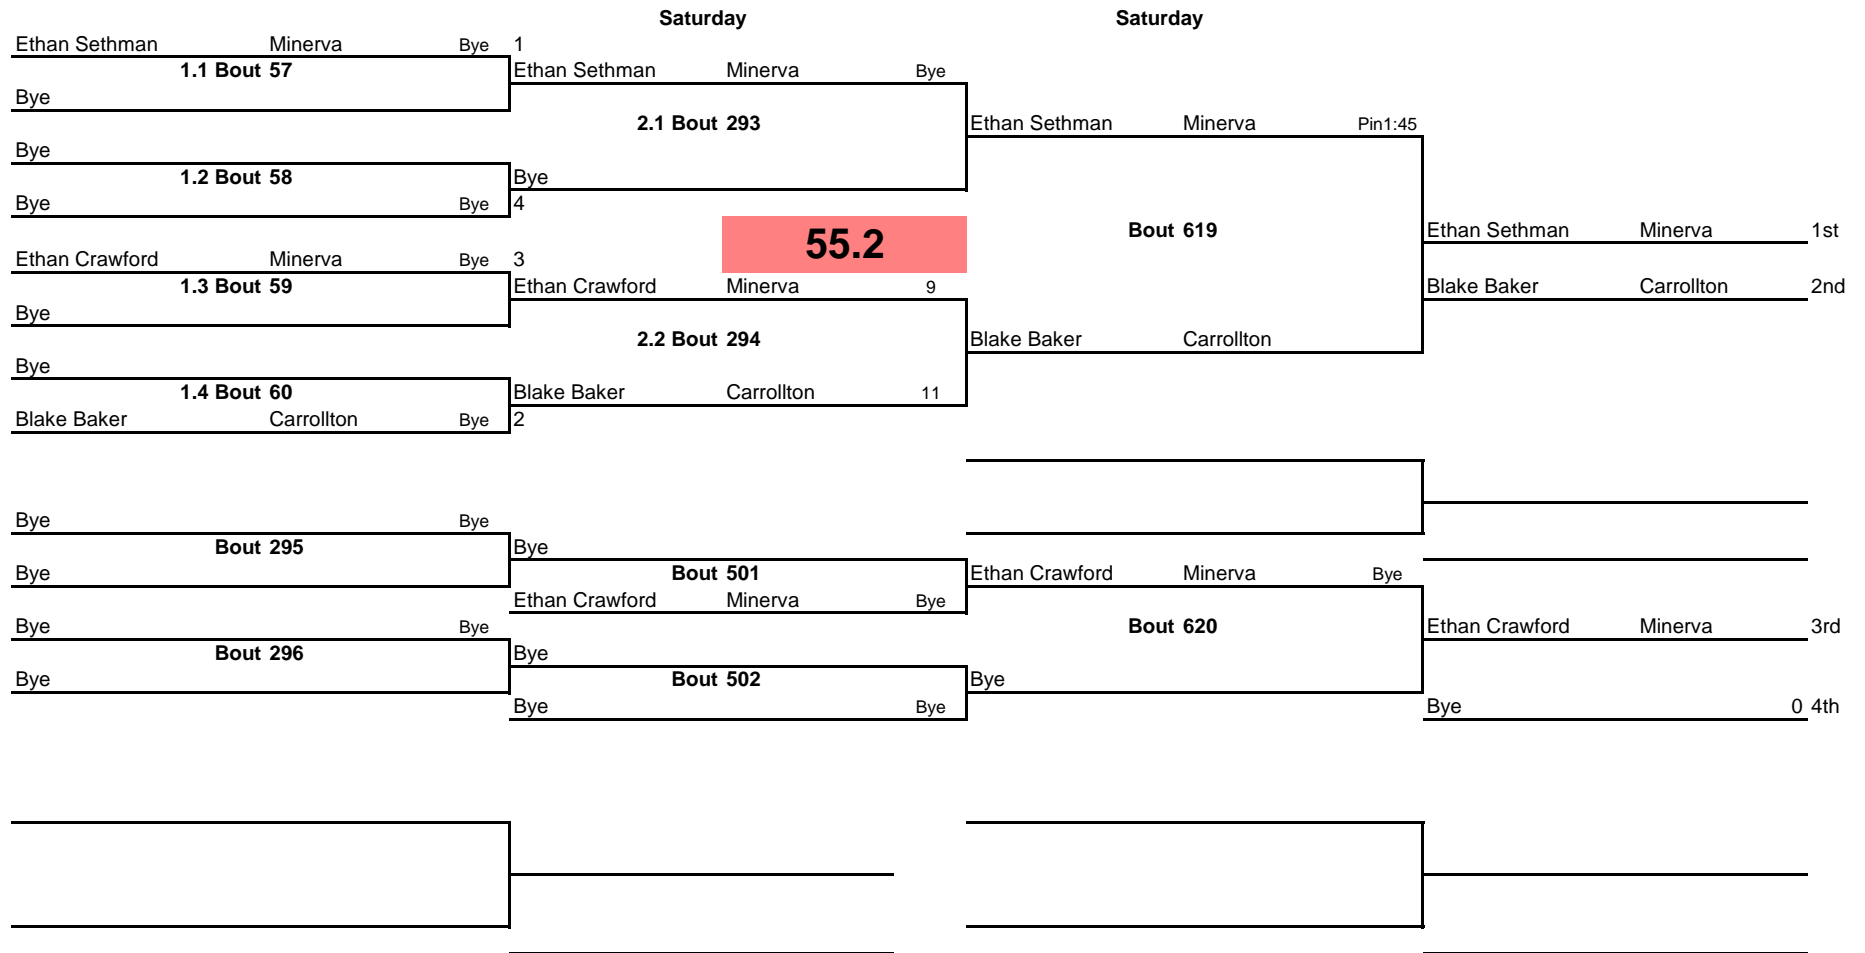 Saturday Saturday
Ethan Sethman Minerva Bye 1
1.1 Bout 57 Ethan Sethman Minerva Bye
Bye
2.1 Bout 293 Ethan Sethman Minerva Pin1:45
Bye
1.2 Bout 58 Bye
Bye Bye 4
55.2 Bout 619 Ethan Sethman Minerva 1st
Ethan Crawford Minerva Bye 3
1.3 Bout 59 Ethan Crawford Minerva 9 Blake Baker Carrollton 2nd
Bye
2.2 Bout 294 Blake Baker Carrollton
Bye
1.4 Bout 60 Blake Baker Carrollton 11
Blake Baker Carrollton Bye 2
Bye Bye
Bout 295 Bye
Bye Bout 501 Ethan Crawford Minerva Bye
Ethan Crawford Minerva Bye
Bye Bye Bout 620 Ethan Crawford Minerva 3rd
Bout 296 Bye
Bye Bout 502 Bye
Bye Bye Bye 0 4th